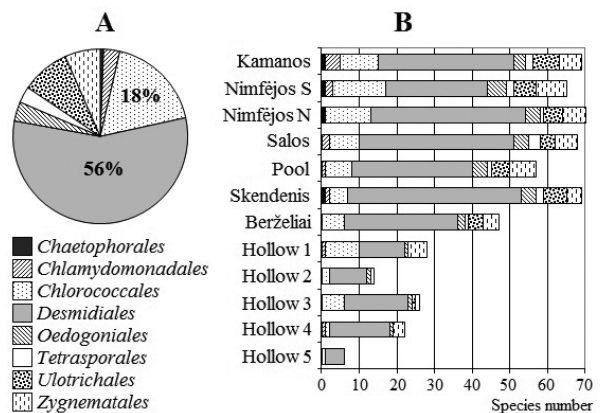 A
B
18%
56%
Chaetophorales
Chlamydomonadales
Chlorococcales
Desmidiales
Oedogoniales
Tetrasporales
Ulotrichales
Zygnematales
Kamanos
Nimfėjos S
Nimfėjos N
Salos
Pool
Skendenis
Berželiai
Hollow 1
Hollow 2
Hollow 3
Hollow 4
Hollow 5
0 10 20 30 40 50 60 70
Species number